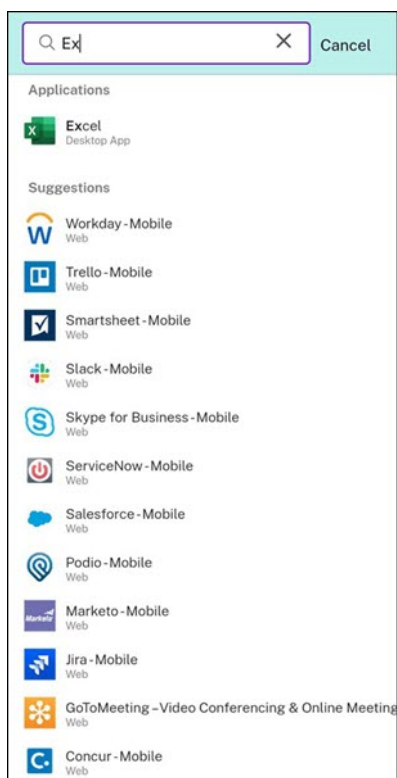 Ex
Cancel
Applications
Excel
Desktop App
Suggestions
Workday - Mobile
Web
Trello - Mobile
Web
Smartsheet - Mobile
Web
Slack - Mobile
Web
Skype for Business - Mobile
Web
ServiceNow - Mobile
Web
Salesforce - Mobile
Web
Podio - Mobile
Web
Marketo
Marketo - Mobile
Web
Jira - Mobile
Web
GoToMeeting – Video Conferencing & Online Meeting
Web
Concur - Mobile
Web